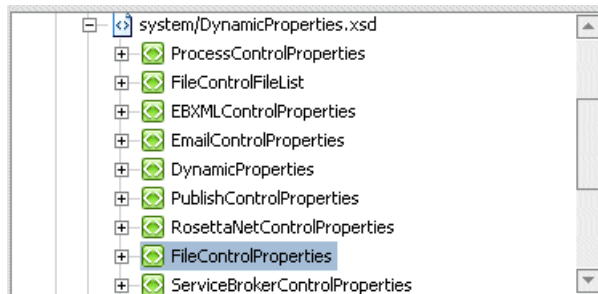 system/DynamicProperties.xsd
ProcessControlProperties
FileControlFileList
EBXMLControlProperties
EmailControlProperties
DynamicProperties
PublishControlProperties
RosettaNetControlProperties
FileControlProperties
ServiceBrokerControlProperties